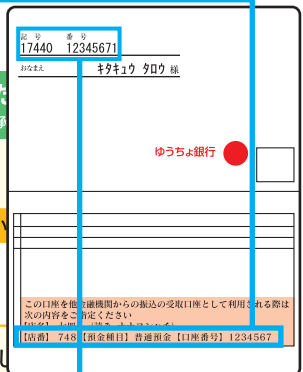 記号 番号
17440 12345671
おなまえ キタキュウ タロウ 様
ゆうちょ銀行
この口座を他金融機関からの振込の受取口座として利用される際は
次の内容をご指定ください
【店番】 748 【預金種目】 普通預金 【口座番号】 1234567